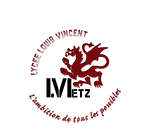 LYCEE LOUIS VINCENT
LVMETZ
L'ambition de tous les possibles